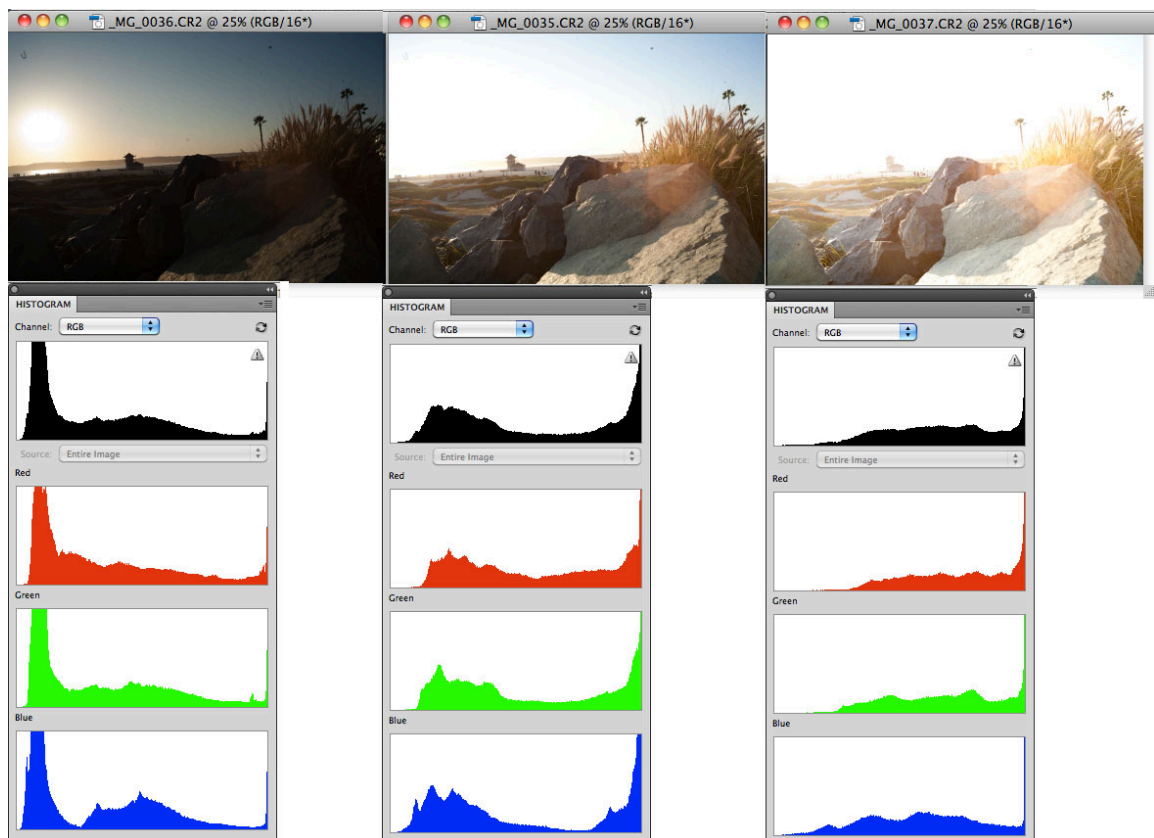 _MG_0036.CR2 @ 25% (RGB/16*)
_MG_0035.CR2 @ 25% (RGB/16*)
_MG_0037.CR2 @ 25% (RGB/16*)
HISTOGRAM
Channel: RGB
Source: Entire Image
Red
Green
Blue
HISTOGRAM
Channel: RGB
Source: Entire Image
Red
Green
Blue
HISTOGRAM
Channel: RGB
Source: Entire Image
Red
Green
Blue